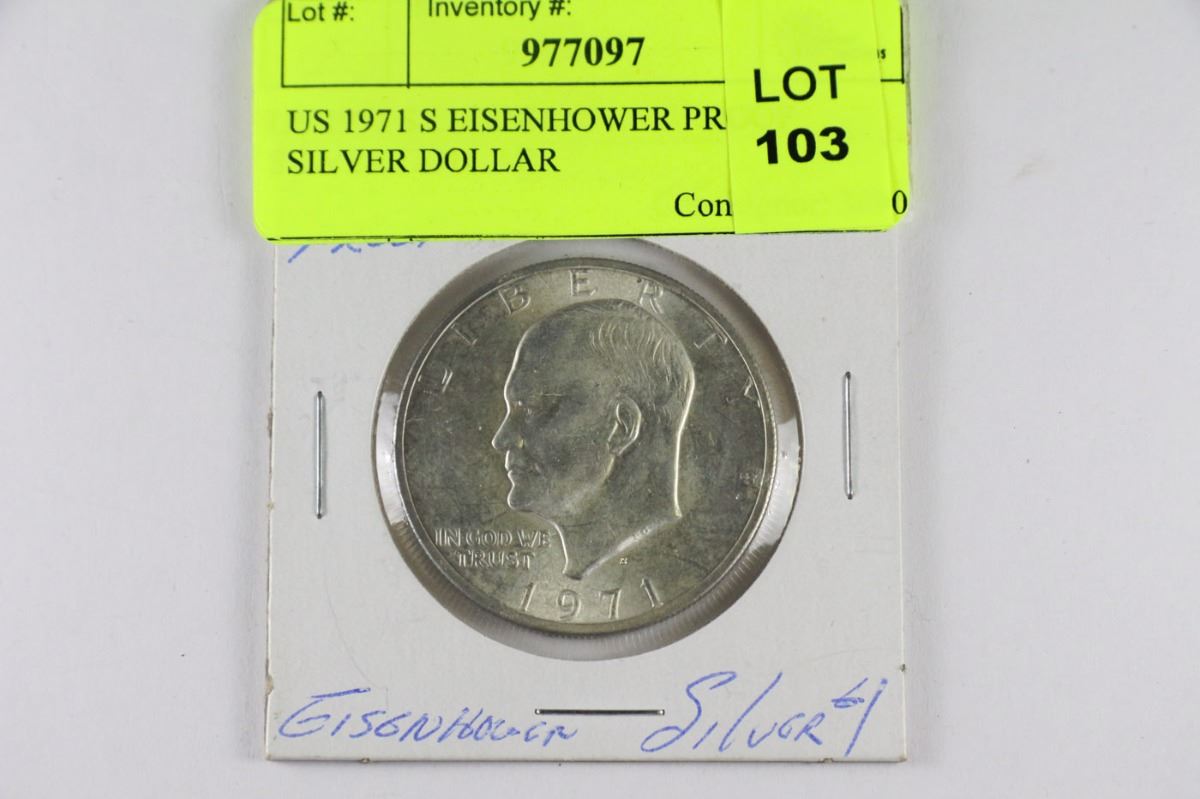 Lot #: Inventory #:
977097
US 1971 S EISENHOWER PR
SILVER DOLLAR
Con 0
LOT
103
LIBERTY
IN GOD WE
TRUST
1971
EISENHOWER SILVER $1